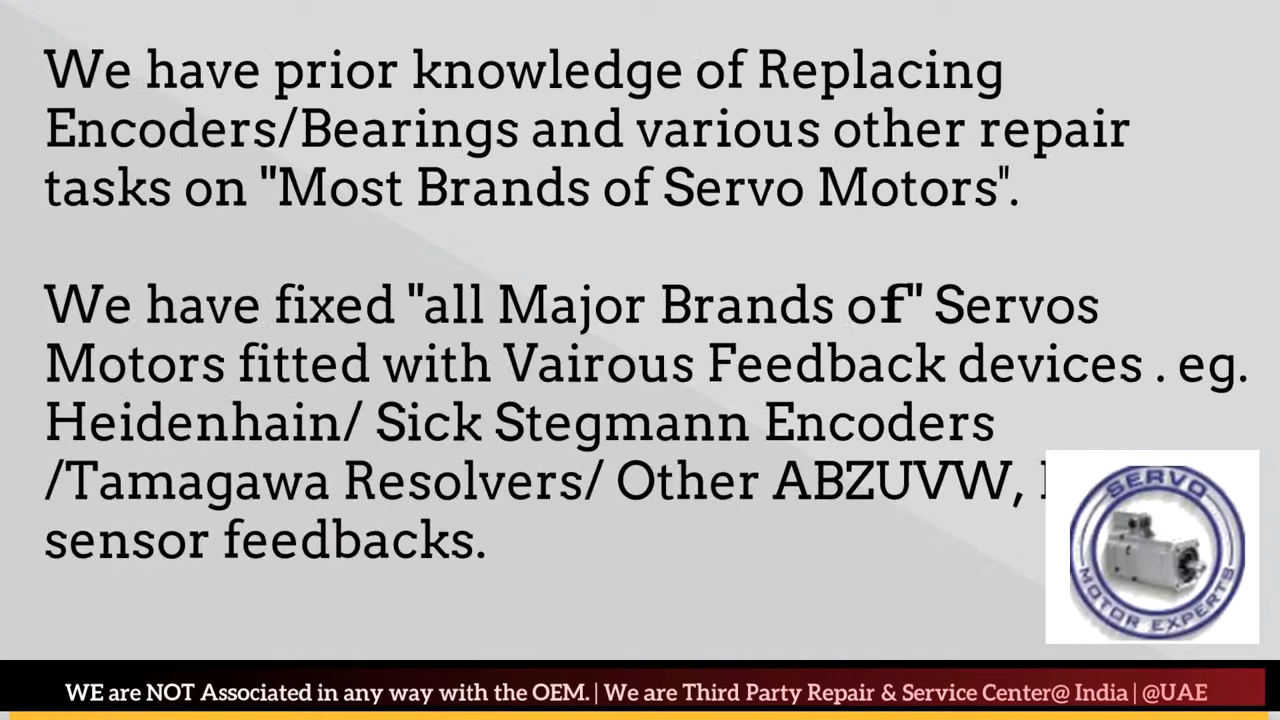 We have prior knowledge of Replacing
Encoders/Bearings and various other repair
tasks on "Most Brands of Servo Motors".
We have fixed "all Major Brands of" Servos
Motors fitted with Vairous Feedback devices . eg.
Heidenhain/ Sick Stegmann Encoders
/Tamagawa Resolvers/ Other ABZUVW,
sensor feedbacks.
SERVO
MOTOR EXPERTS
WE are NOT Associated in any way with the OEM. | We are Third Party Repair & Service Center@ India | @UAE